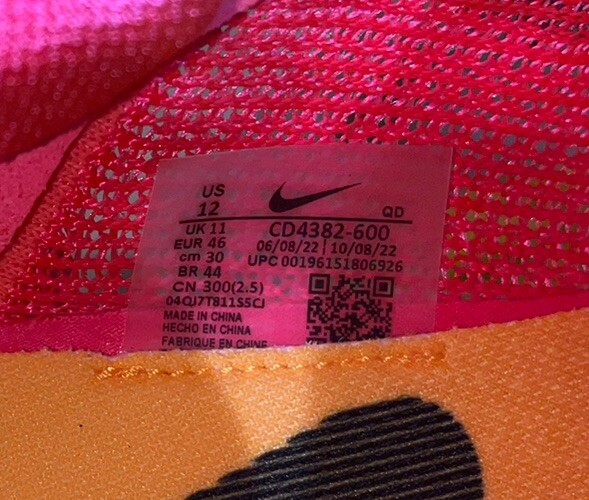 US
12
QD
UK 11
EUR 46
cm 30
BR 44
CN 300(2.5)
CD4382-600
06/08/22 | 10/08/22
UPC 00196151806926
04QJ7T811S5CJ
MADE IN CHINA
HECHO EN CHINA
FABRIQUE EN CHINE